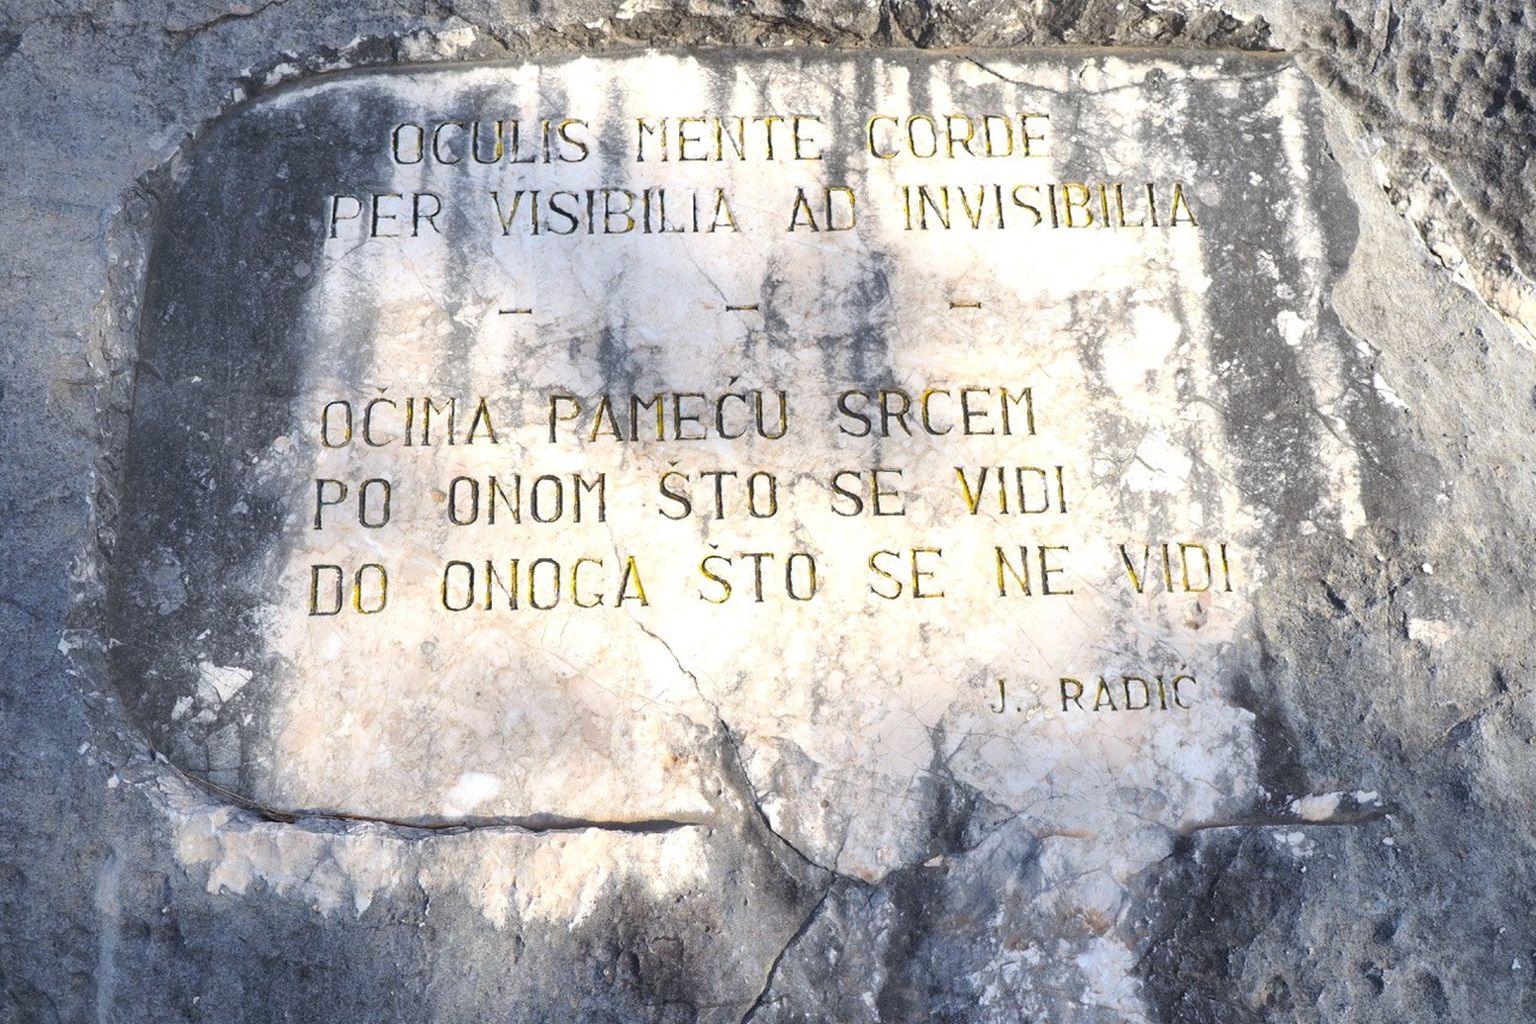 OCULIS MENTE CORDE
PER VISIBILIA AD INVISIBILIA
- - -
OČIMA PAMEĆU SRCEM
PO ONOM ŠTO SE VIDI
DO ONOGA ŠTO SE NE VIDI
J. RADIĆ